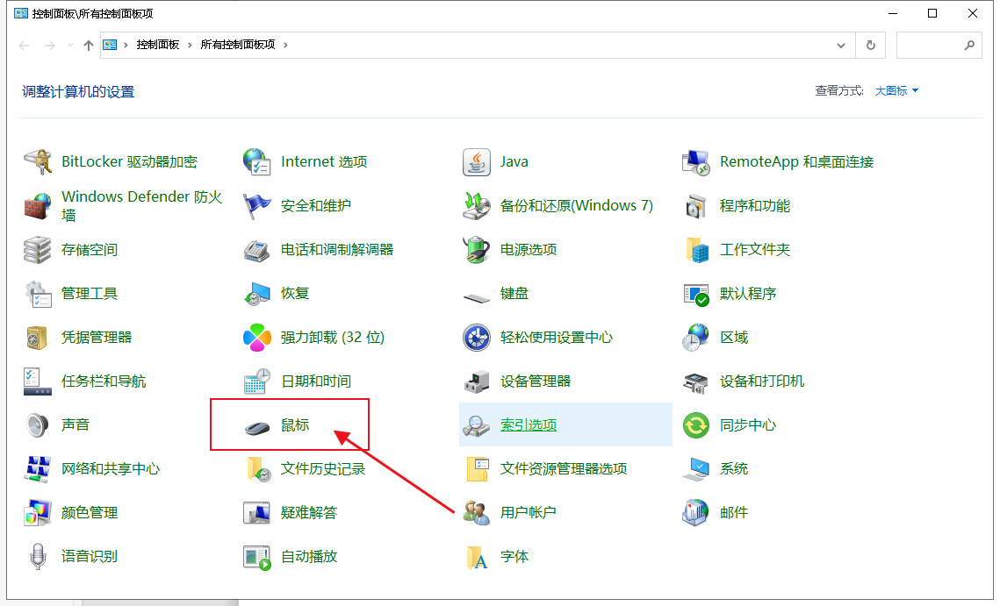 控制面板\所有控制面板项
控制面板 所有控制面板项
调整计算机的设置
查看方式: 大图标
BitLocker 驱动器加密
Internet 选项
Java
RemoteApp 和桌面连接
Windows Defender 防火
墙
安全和维护
备份和还原(Windows 7)
程序和功能
存储空间
电话和调制解调器
电源选项
工作文件夹
管理工具
恢复
键盘
默认程序
凭据管理器
强力卸载 (32 位)
轻松使用设置中心
区域
任务栏和导航
日期和时间
设备管理器
设备和打印机
声音
鼠标
索引选项
同步中心
网络和共享中心
文件历史记录
文件资源管理器选项
系统
颜色管理
疑难解答
用户帐户
邮件
语音识别
自动播放
字体